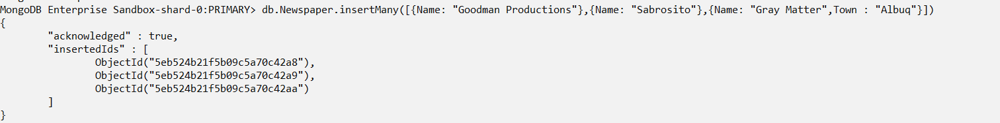 MongoDB Enterprise Sandbox-shard-0:PRIMARY> db.Newspaper.insertMany([{Name: "Goodman Productions"},{Name: "Sabrosito"},{Name: "Gray Matter",Town : "Albuq"}])
{
        "acknowledged" : true,
        "insertedIds" : [
                ObjectId("5eb524b21f5b09c5a70c42a8"),
                ObjectId("5eb524b21f5b09c5a70c42a9"),
                ObjectId("5eb524b21f5b09c5a70c42aa")
        ]
}